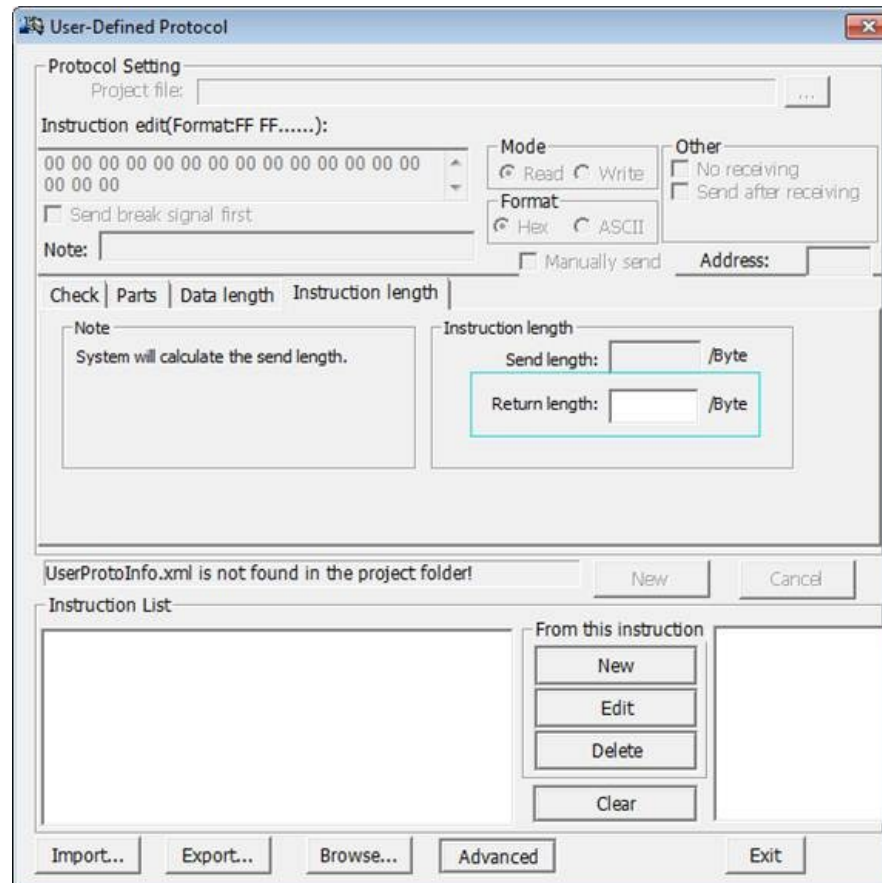 User-Defined Protocol
Protocol Setting
Project file:
...
Instruction edit(Format:FF FF......):
00 00 00 00 00 00 00 00 00 00 00 00 00 00
00 00 00
Send break signal first
Note:
Mode
Read Write
Format
Hex ASCII
Other
No receiving
Send after receiving
Manually send
Address:
Check Parts Data length Instruction length
Note
System will calculate the send length.
Instruction length
Send length: /Byte
Return length: /Byte
UserProtoInfo.xml is not found in the project folder!
New
Cancel
Instruction List
From this instruction
New
Edit
Delete
Clear
Import... Export... Browse... Advanced Exit